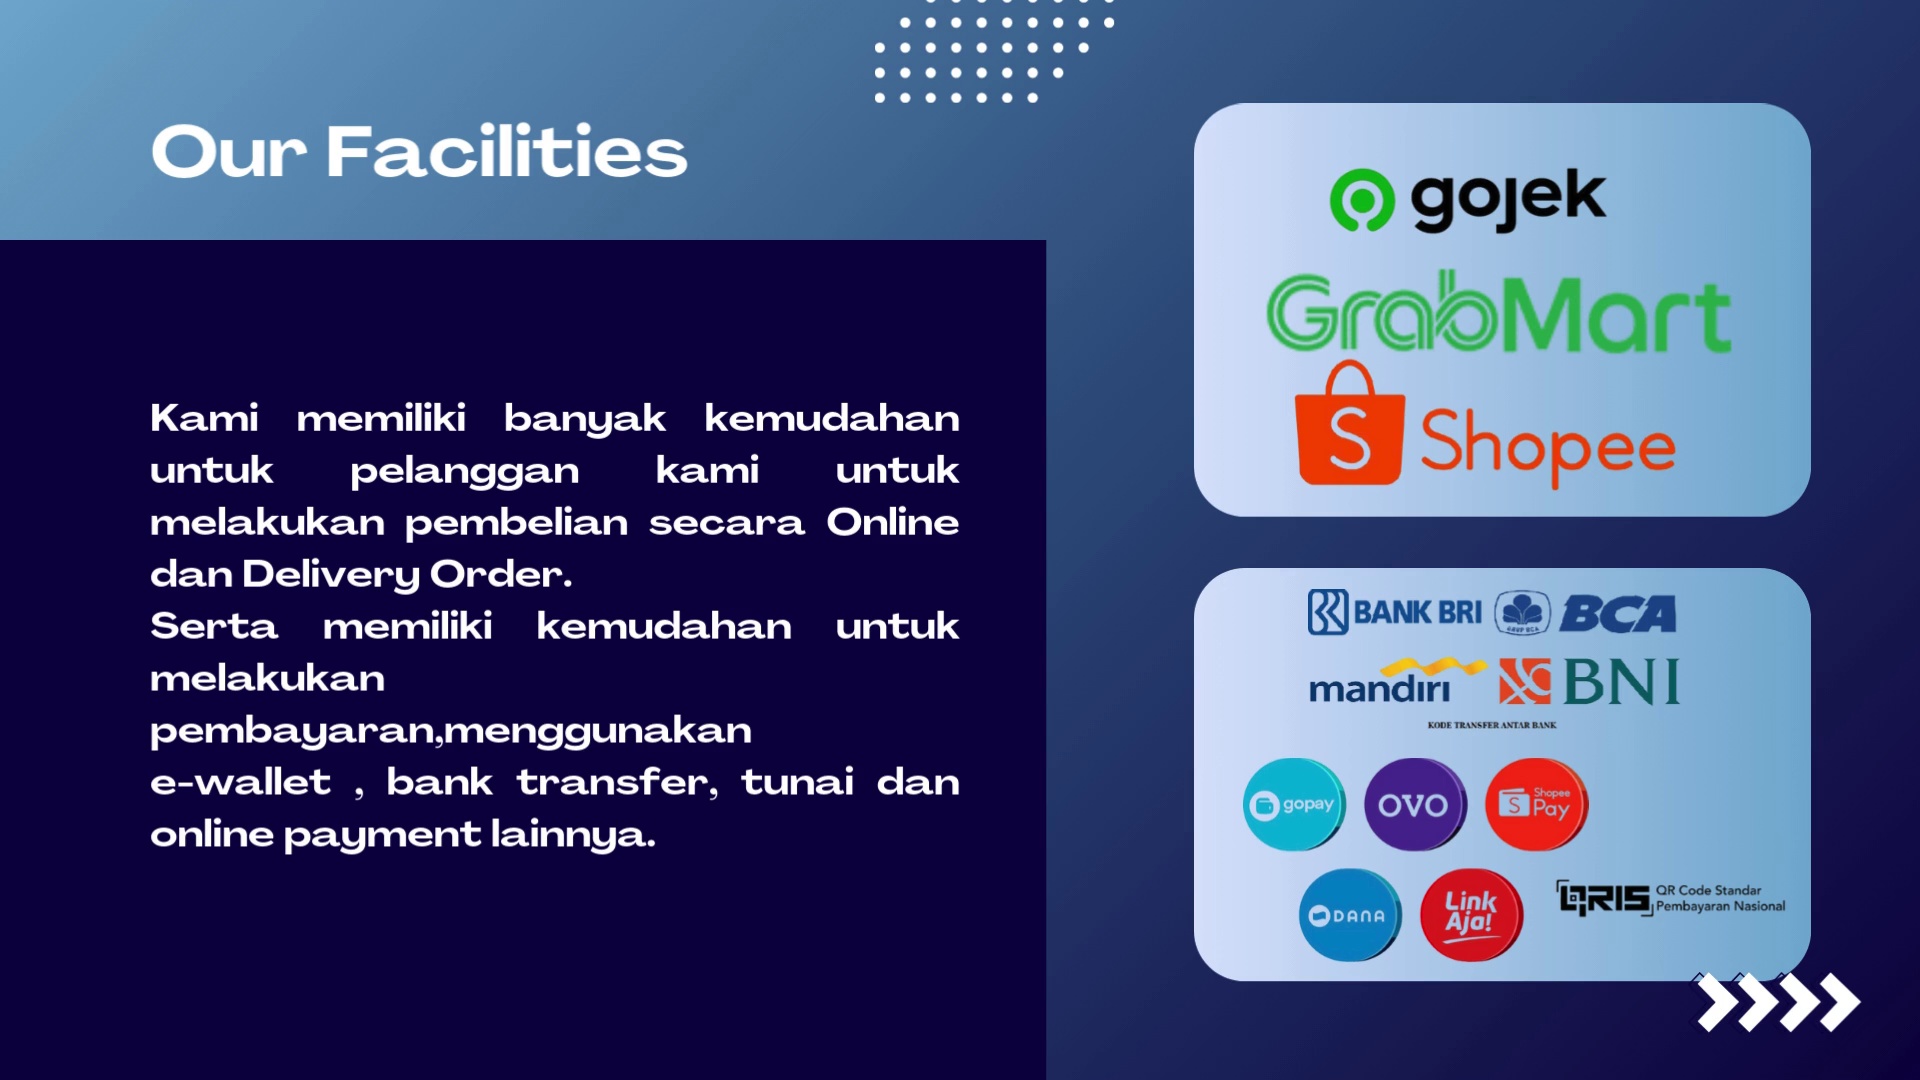 Our Facilities
Kami memiliki banyak kemudahan
untuk pelanggan kami untuk
melakukan pembelian secara Online
dan Delivery Order.
Serta memiliki kemudahan untuk
melakukan
pembayaran,menggunakan
e-wallet , bank transfer, tunai dan
online payment lainnya.
gojek
GrabMart
S Shopee
BANK BRI BCA
mandırı BNI
KODE TRANSFER ANTAR BANK
gopay OVO S Shopee Pay
DANA Link Aja!
QRIS QR Code Standar
Pembayaran Nasional